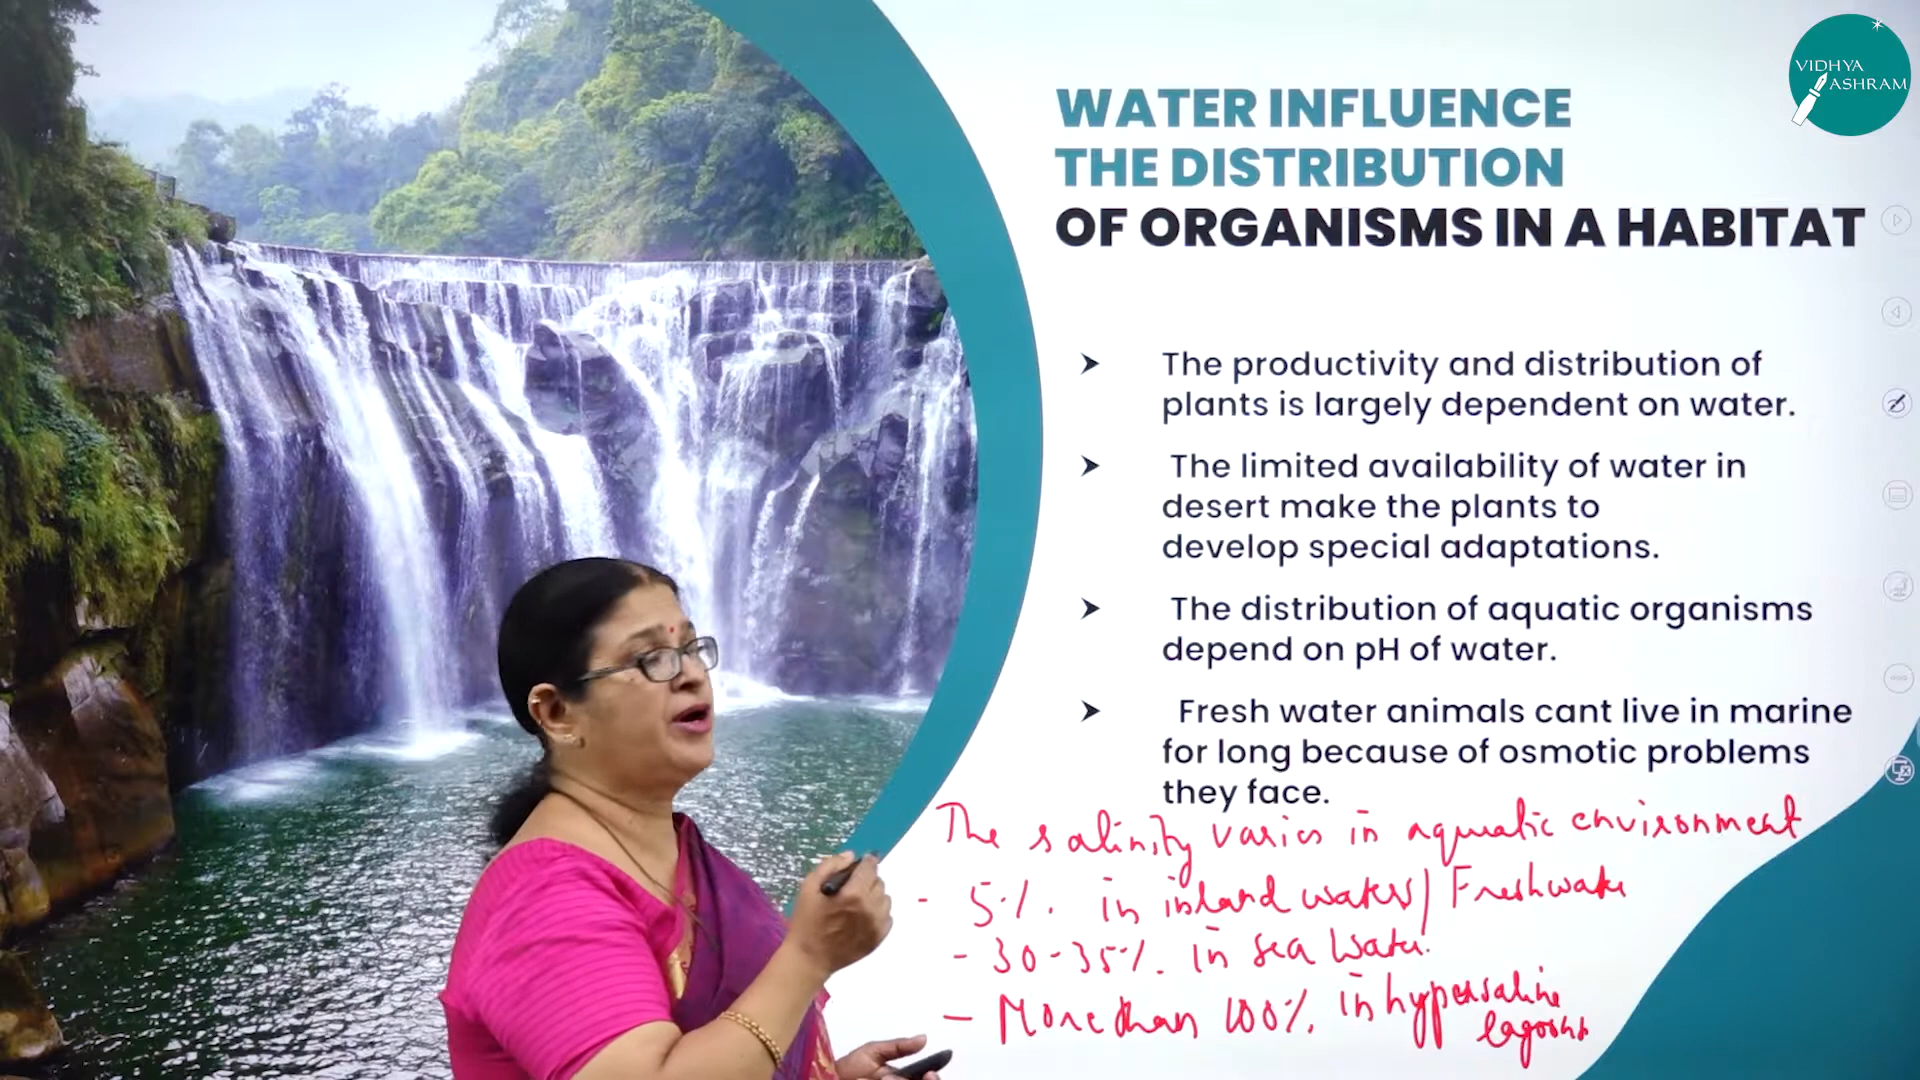 VIDHYA
ASHRAM
WATER INFLUENCE
THE DISTRIBUTION
OF ORGANISMS IN A HABITAT
➤ The productivity and distribution of
plants is largely dependent on water.
➤ The limited availability of water in
desert make the plants to
develop special adaptations.
➤ The distribution of aquatic organisms
depend on pH of water.
➤ Fresh water animals cant live in marine
for long because of osmotic problems
they face.
The salinity varies in aquatic environment
- 5%. in inland waters/ Freshwater
- 30-35%. in sea water.
- More than 100%. in hypersaline
lagoons